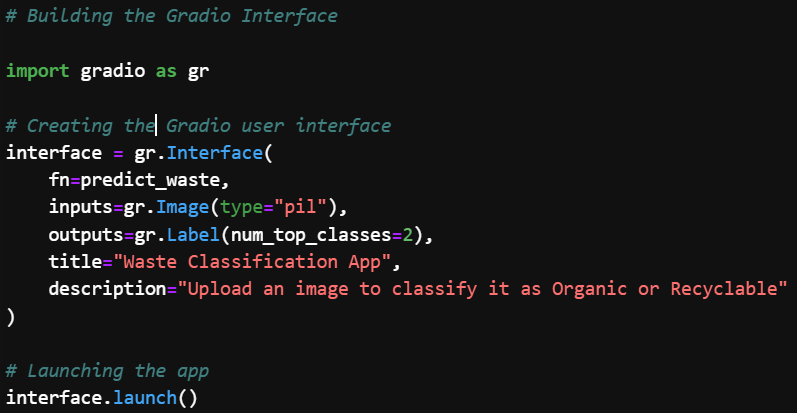 # Building the Gradio Interface
import gradio as gr
# Creating the Gradio user interface
interface = gr.Interface(
    fn=predict_waste,
    inputs=gr.Image(type="pil"),
    outputs=gr.Label(num_top_classes=2),
    title="Waste Classification App",
    description="Upload an image to classify it as Organic or Recyclable"
)
# Launching the app
interface.launch()